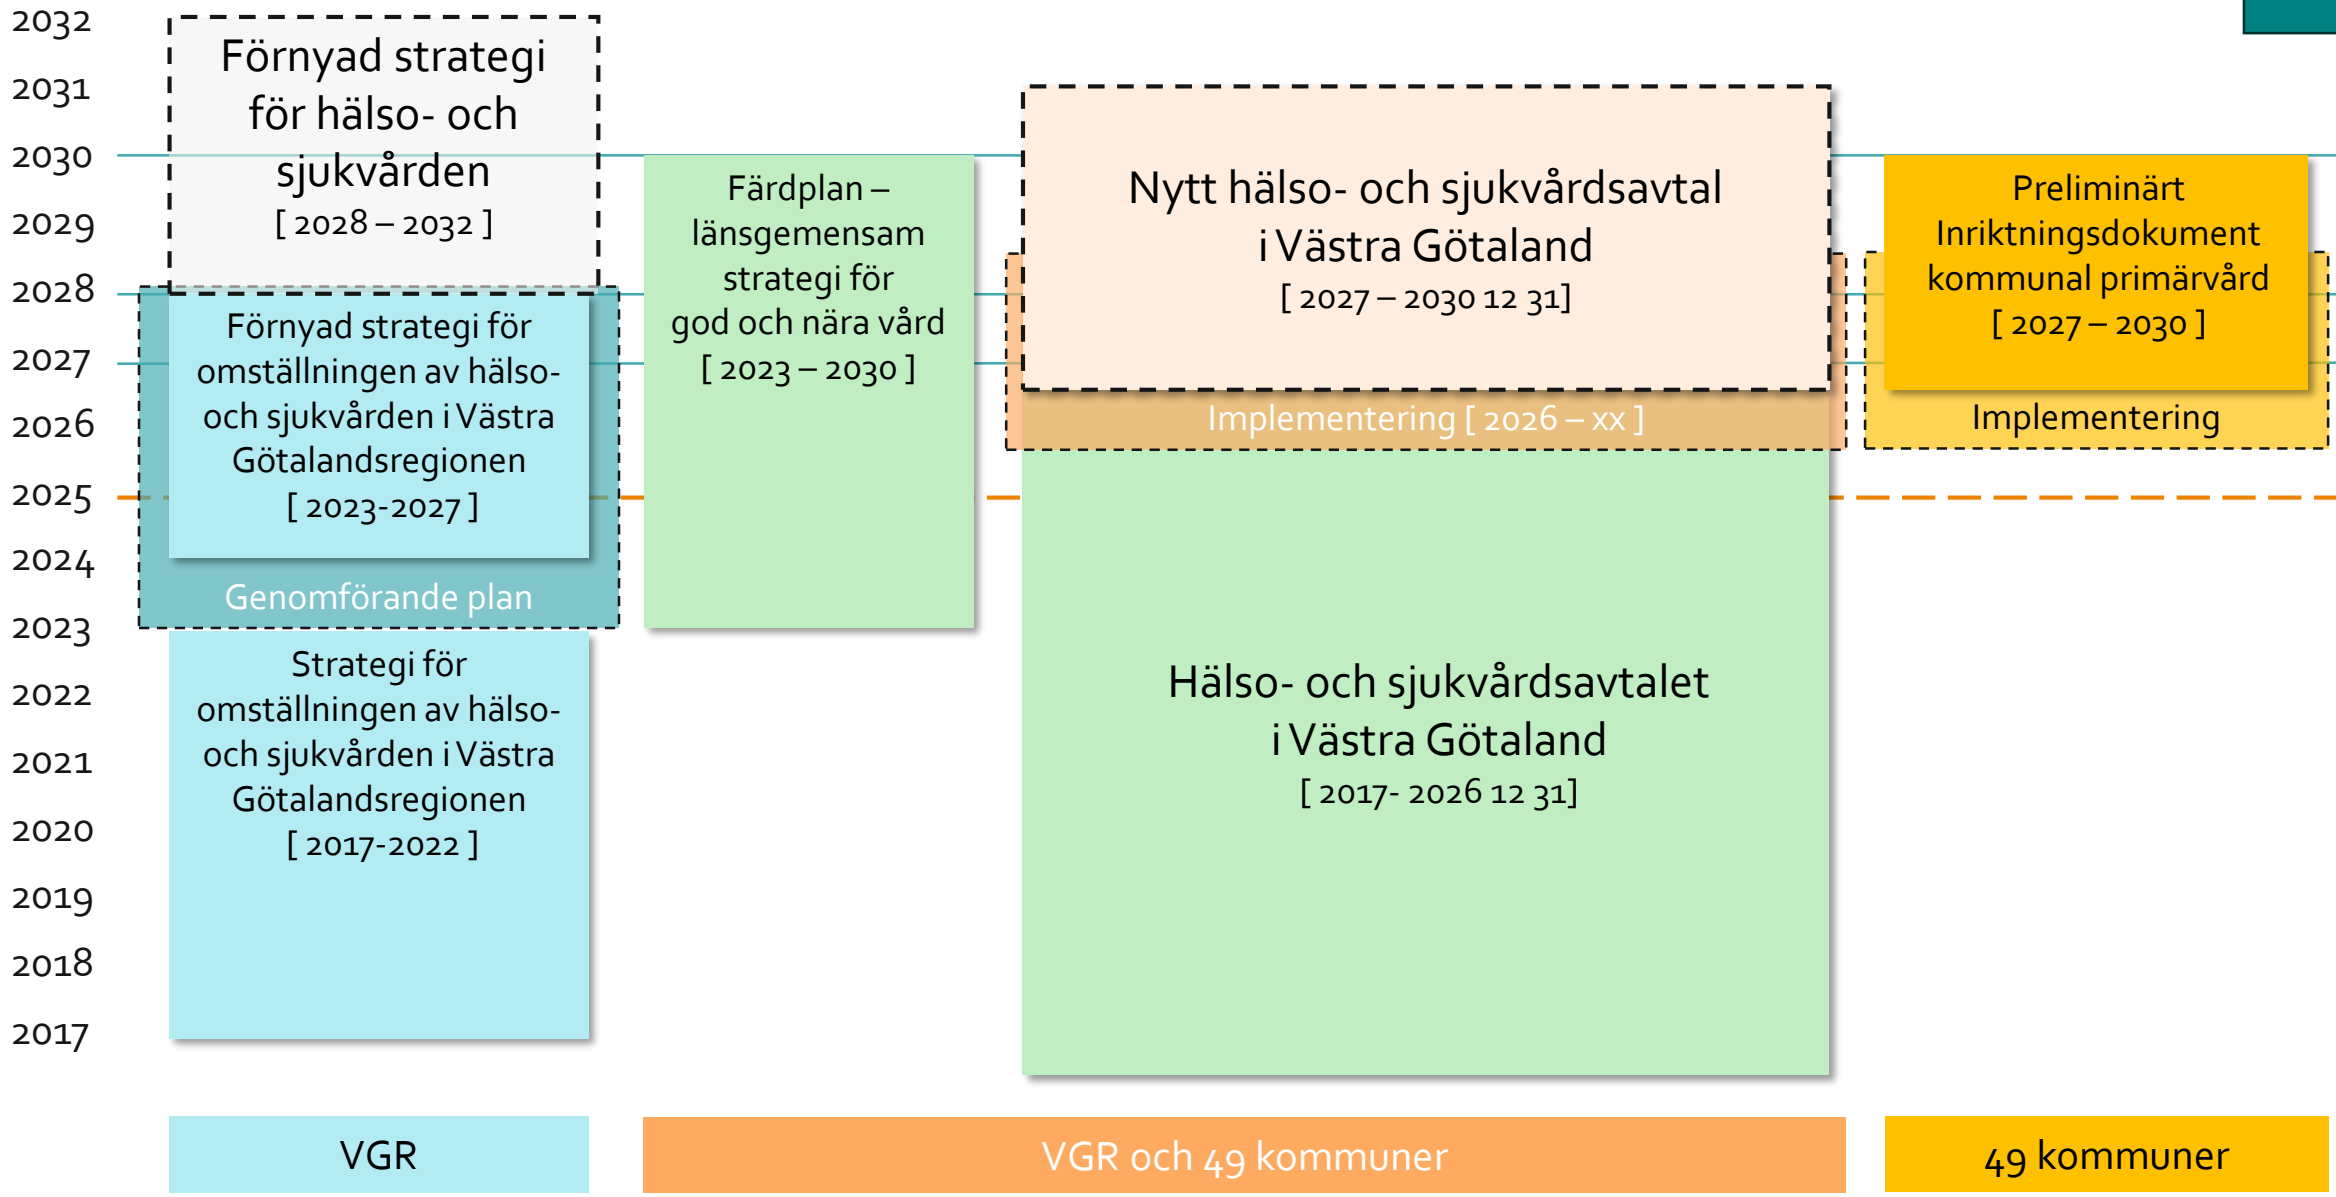 2032
2031
2030
2029
2028
2027
2026
2025
2024
2023
2022
2021
2020
2019
2018
2017
Förnyad strategi
för hälso- och
sjukvården
[ 2028 – 2032 ]
Förnyad strategi för
omställningen av hälso-
och sjukvården i Västra
Götalandsregionen
[ 2023-2027 ]
Genomförande plan
Strategi för
omställningen av hälso-
och sjukvården i Västra
Götalandsregionen
[ 2017-2022 ]
VGR
Färdplan –
länsgemensam
strategi för
god och nära vård
[ 2023 – 2030 ]
Nytt hälso- och sjukvårdsavtal
i Västra Götaland
[ 2027 – 2030 12 31]
Implementering [ 2026 – xx ]
Hälso- och sjukvårdsavtalet
i Västra Götaland
[ 2017- 2026 12 31]
VGR och 49 kommuner
Preliminärt
Inriktningsdokument
kommunal primärvård
[ 2027 – 2030 ]
Implementering
49 kommuner